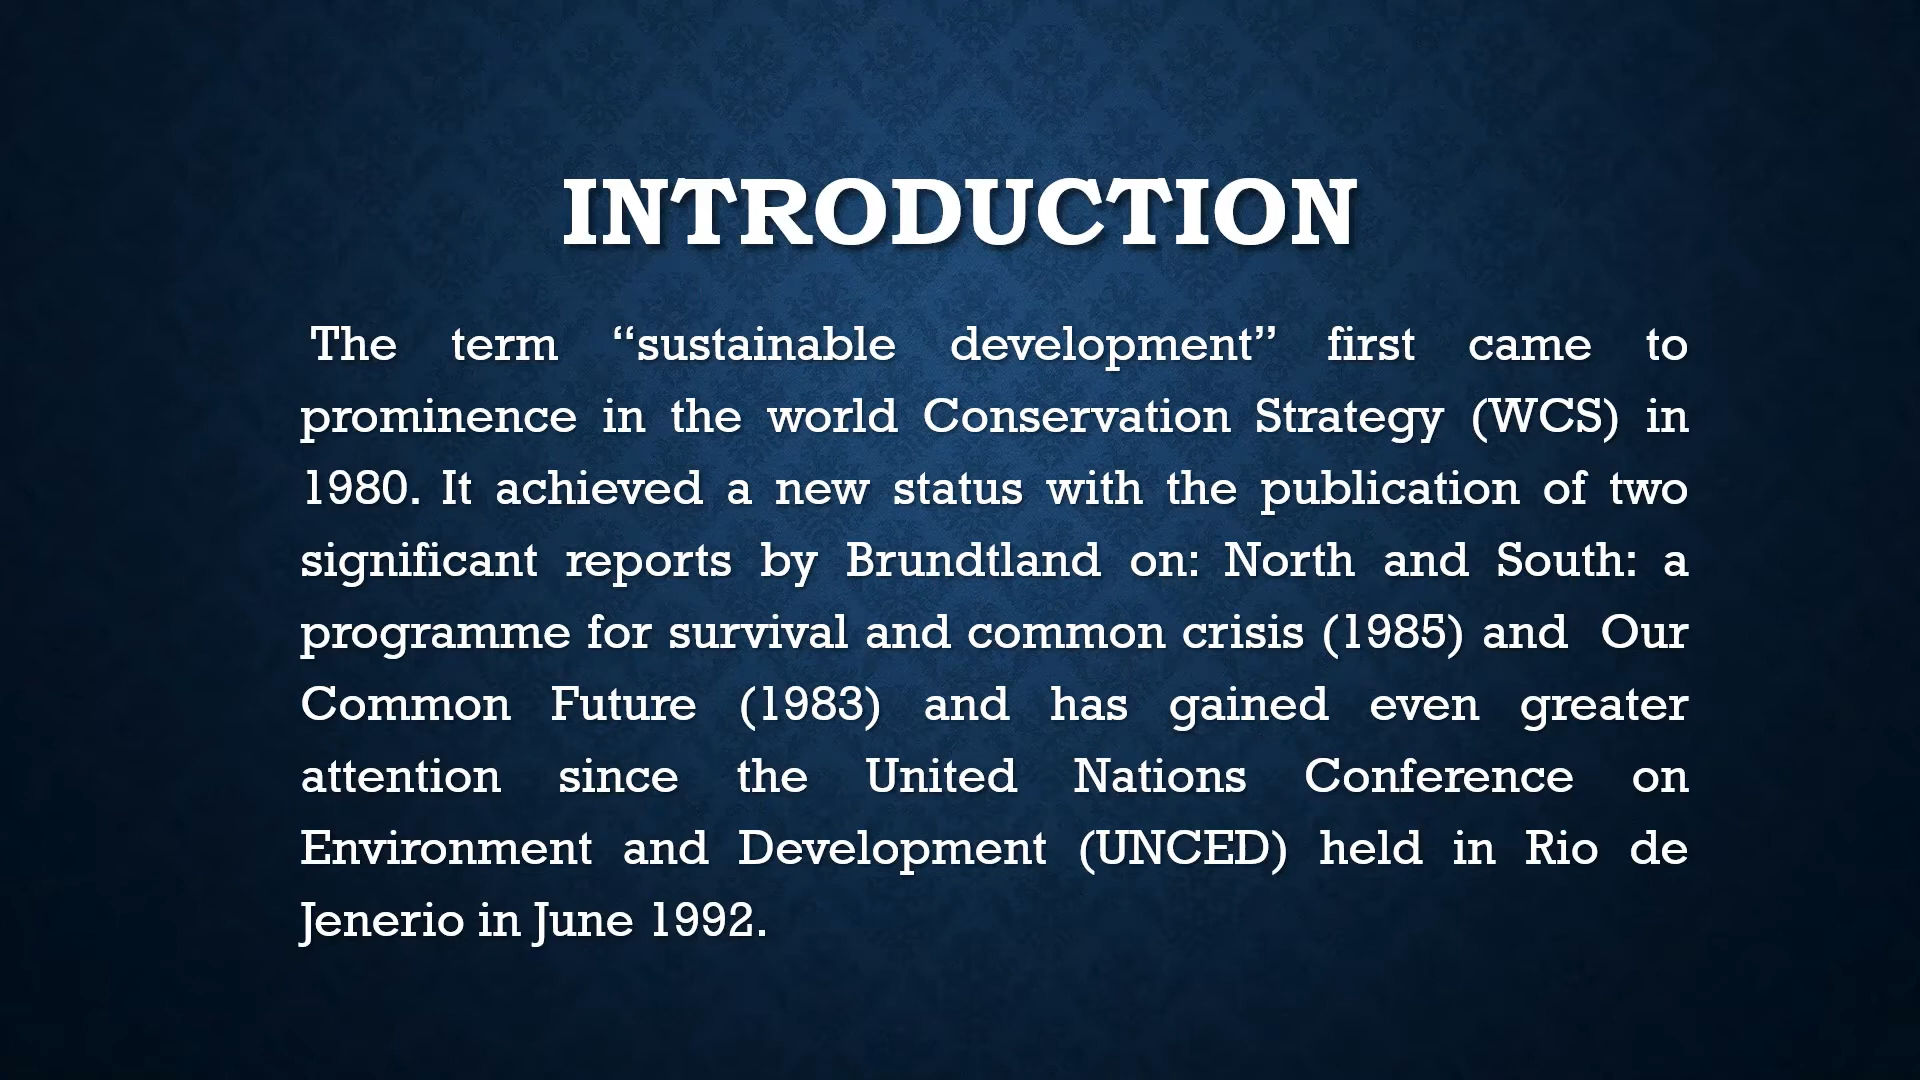 INTRODUCTION
The term “sustainable development” first came to
prominence in the world Conservation Strategy (WCS) in
1980. It achieved a new status with the publication of two
significant reports by Brundtland on: North and South: a
programme for survival and common crisis (1985) and Our
Common Future (1983) and has gained even greater
attention since the United Nations Conference on
Environment and Development (UNCED) held in Rio de
Jenerio in June 1992.